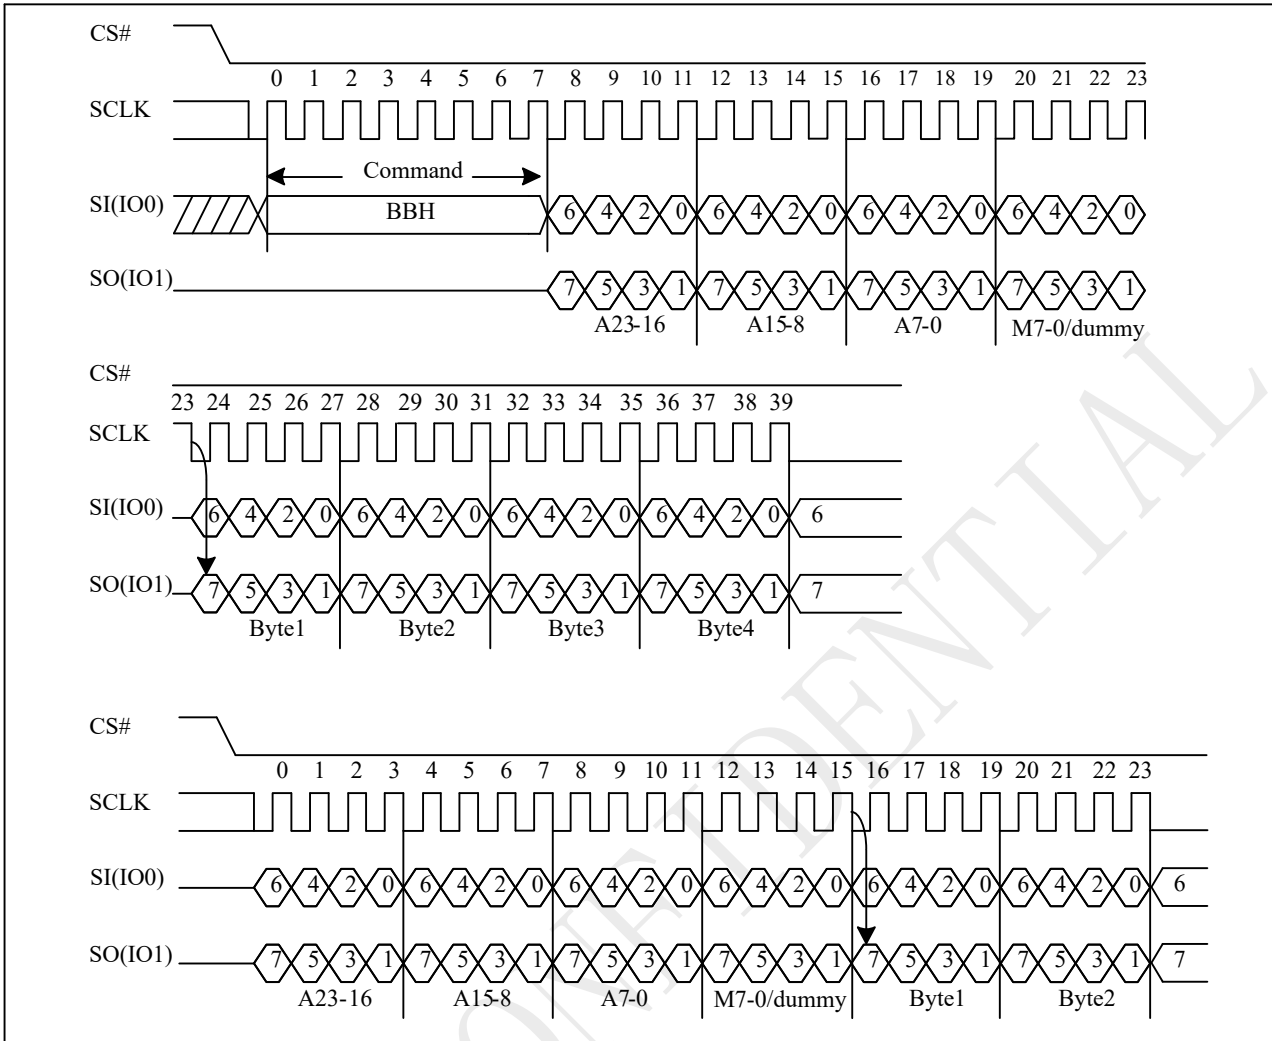 CS#
0 1 2 3 4 5 6 7 8 9 10 11 12 13 14 15 16 17 18 19 20 21 22 23
SCLK
Command
SI(IO0) BBH 6 4 2 0 6 4 2 0 6 4 2 0 6 4 2 0
SO(IO1) 7 5 3 1 7 5 3 1 7 5 3 1 7 5 3 1
A23-16 A15-8 A7-0 M7-0/dummy
CS#
23 24 25 26 27 28 29 30 31 32 33 34 35 36 37 38 39
SCLK
SI(IO0) 6 4 2 0 6 4 2 0 6 4 2 0 6 4 2 0 6
SO(IO1) 7 5 3 1 7 5 3 1 7 5 3 1 7 5 3 1 7
Byte1 Byte2 Byte3 Byte4
CS#
0 1 2 3 4 5 6 7 8 9 10 11 12 13 14 15 16 17 18 19 20 21 22 23
SCLK
SI(IO0) 6 4 2 0 6 4 2 0 6 4 2 0 6 4 2 0 6 4 2 0 6 4 2 0 6
SO(IO1) 7 5 3 1 7 5 3 1 7 5 3 1 7 5 3 1 7 5 3 1 7 5 3 1 7
A23-16 A15-8 A7-0 M7-0/dummy Byte1 Byte2
ONFIDENTIAL